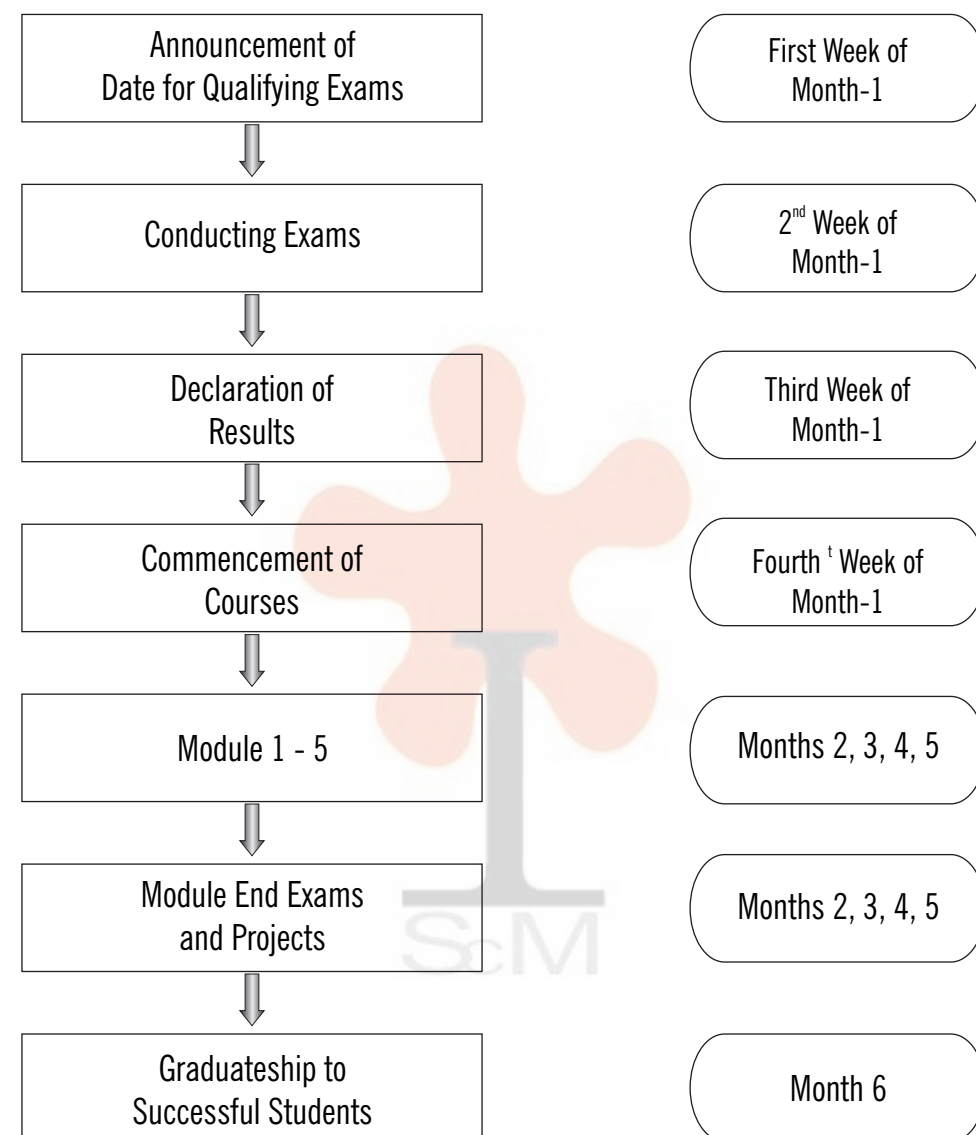 Announcement of
Date for Qualifying Exams
First Week of
Month-1
Conducting Exams
2nd Week of
Month-1
Declaration of
Results
Third Week of
Month-1
Commencement of
Courses
Fourth t Week of
Month-1
Module 1 - 5
Months 2, 3, 4, 5
Module End Exams
and Projects
Months 2, 3, 4, 5
ScM
Graduateship to
Successful Students
Month 6